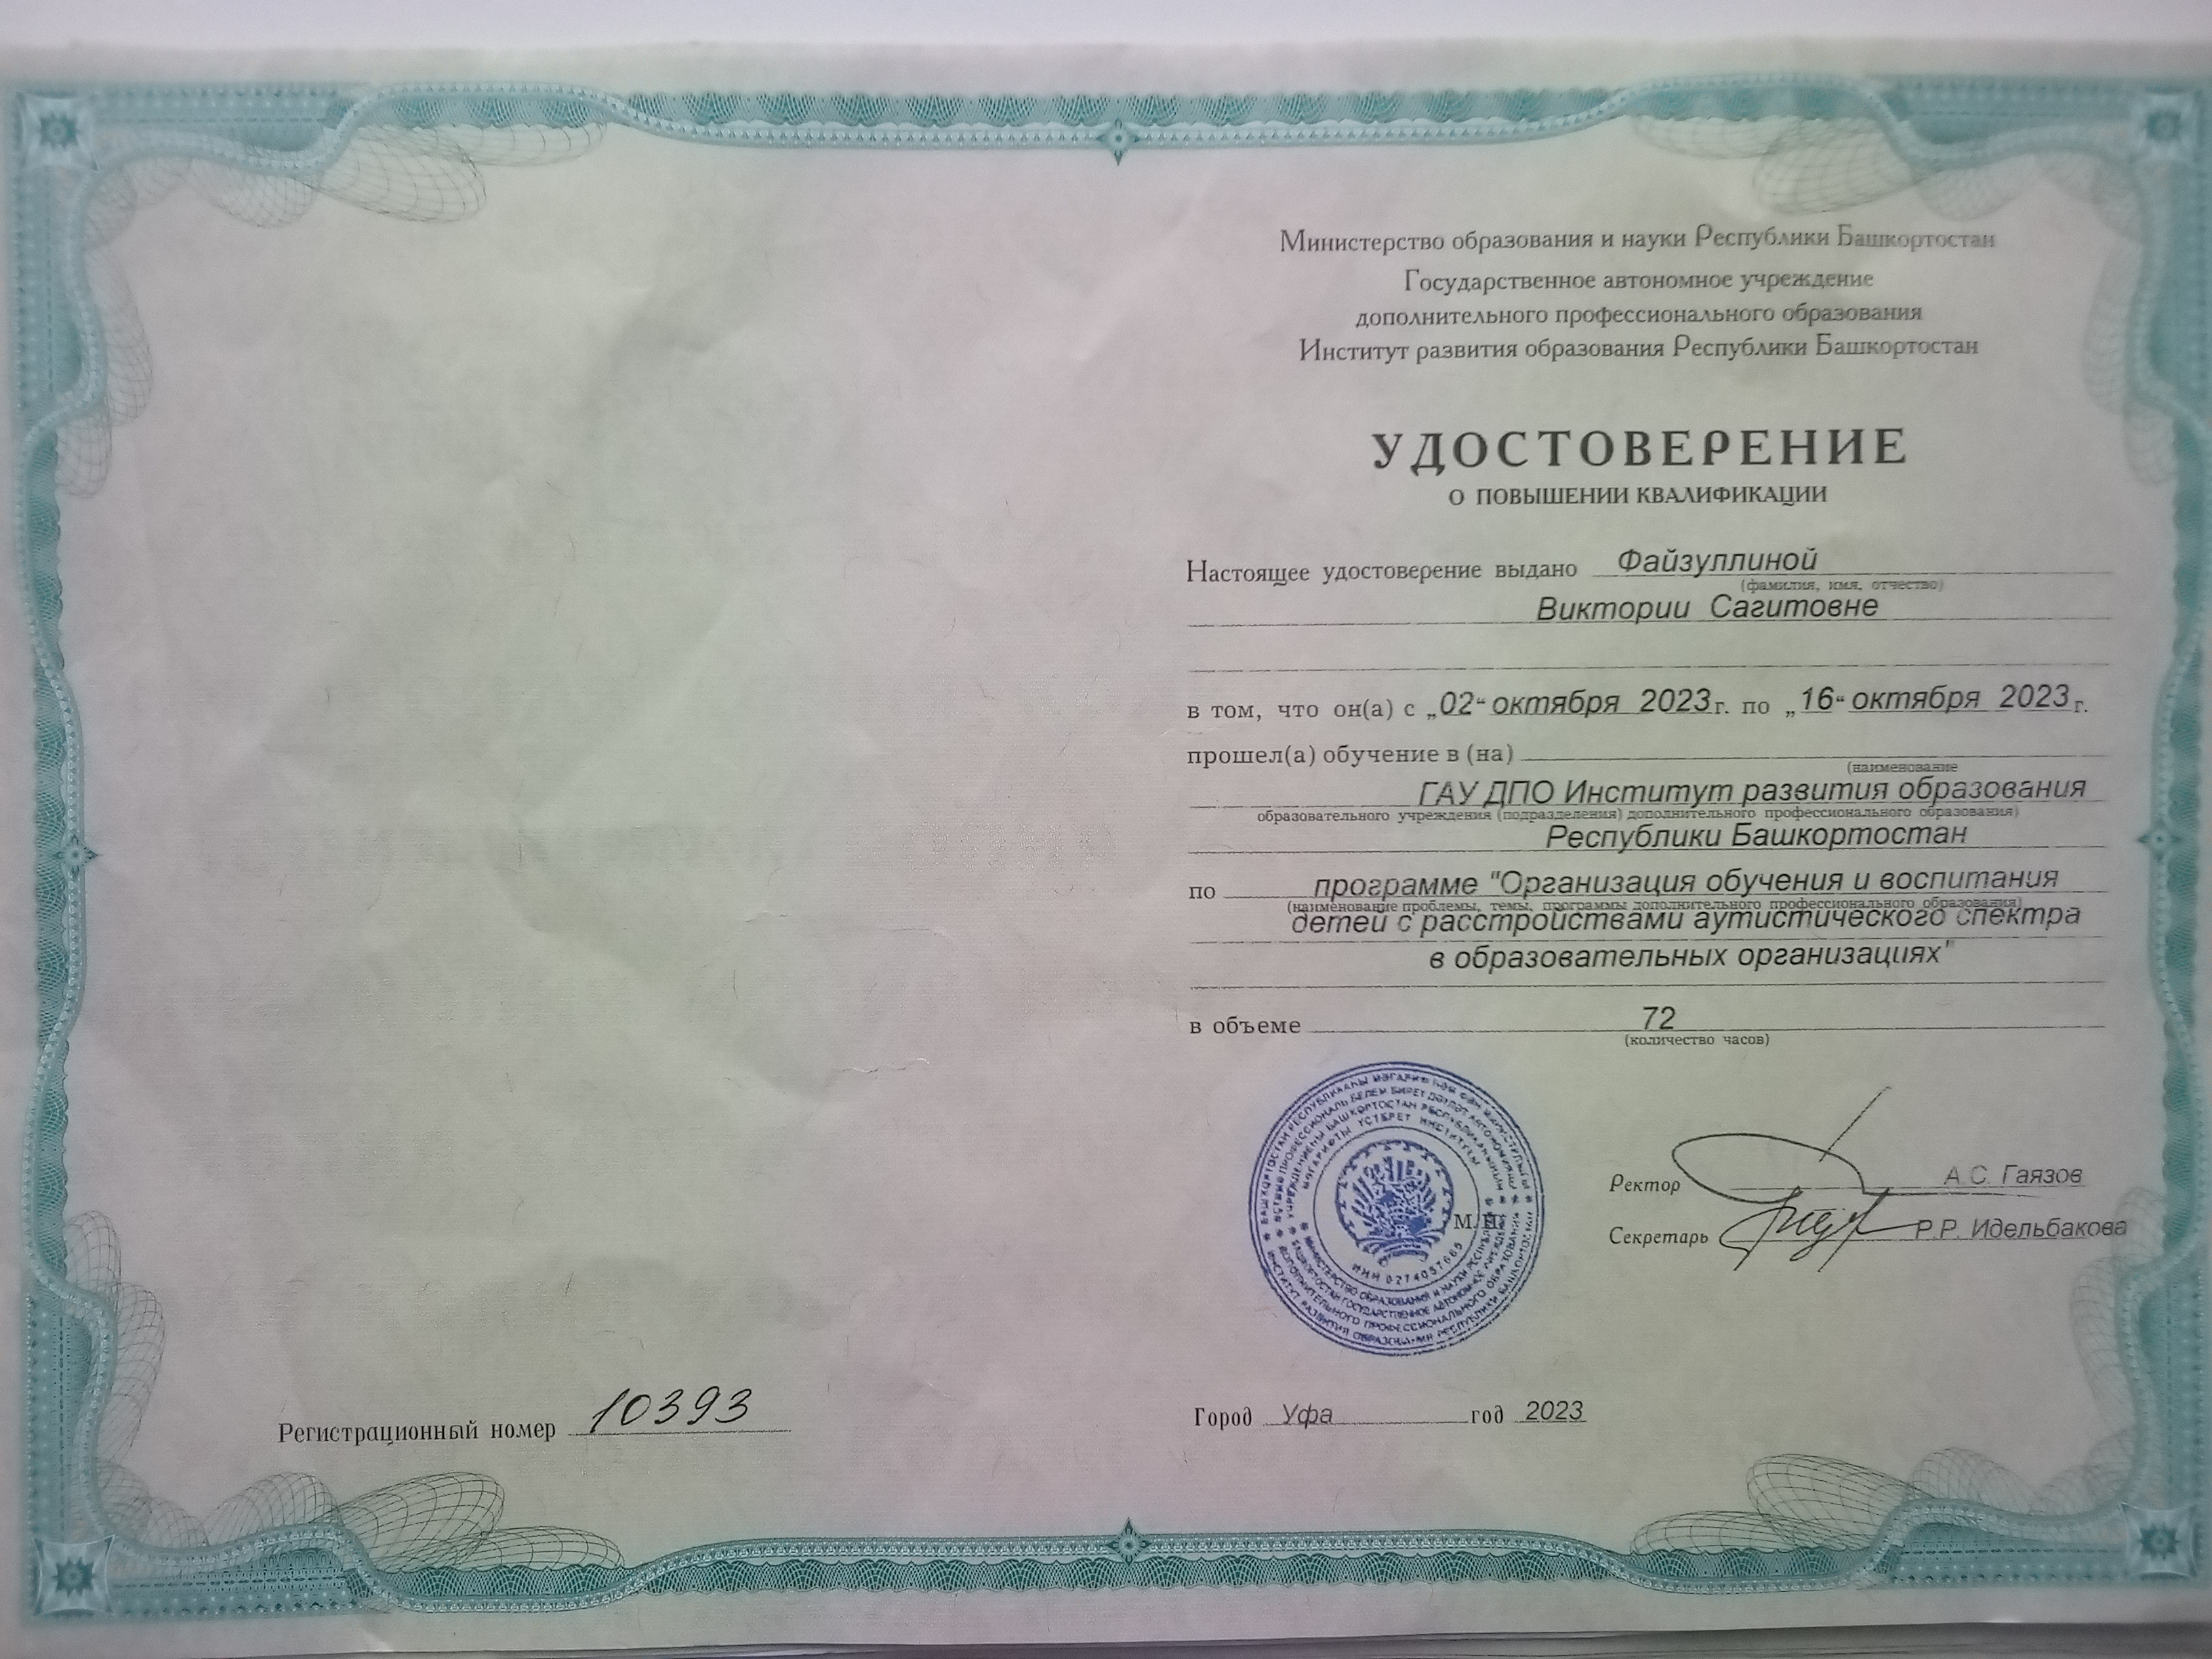 Министерство образования и науки Республики Башкортостан
Государственное автономное учреждение
дополнительного профессионального образования
Институт развития образования Республики Башкортостан
УДОСТОВЕРЕНИЕ
О ПОВЫШЕНИИ КВАЛИФИКАЦИИ
Настоящее удостоверение выдано Файзуллиной
(фамилия, имя, отчество)
Виктории Сагитовне
в том, что он(а) с „02“ октября 2023 г. по „16“ октября 2023 г.
прошел(а) обучение в (на)
(наименование
ГАУ ДПО Институт развития образования
образовательного учреждения (подразделения) дополнительного профессионального образования)
Республики Башкортостан
по программе "Организация обучения и воспитания
(наименование проблемы, темы, программы дополнительного профессионального образования)
детей с расстройствами аутистического спектра
в образовательных организациях"
в объеме 72
(количество часов)
М.П.
ИНН 0274057665
Ректор А.С. Гаязов
Секретарь Р.Р. Идельбакова
Город Уфа год 2023
Регистрационный номер 10393